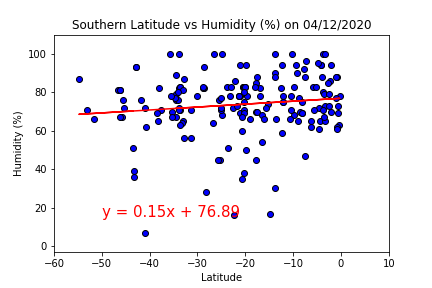 Southern Latitude vs Humidity (%) on 04/12/2020
Humidity (%)
100
80
60
40
20
0
y = 0.15x + 76.89
−60 −50 −40 −30 −20 −10 0 10
Latitude